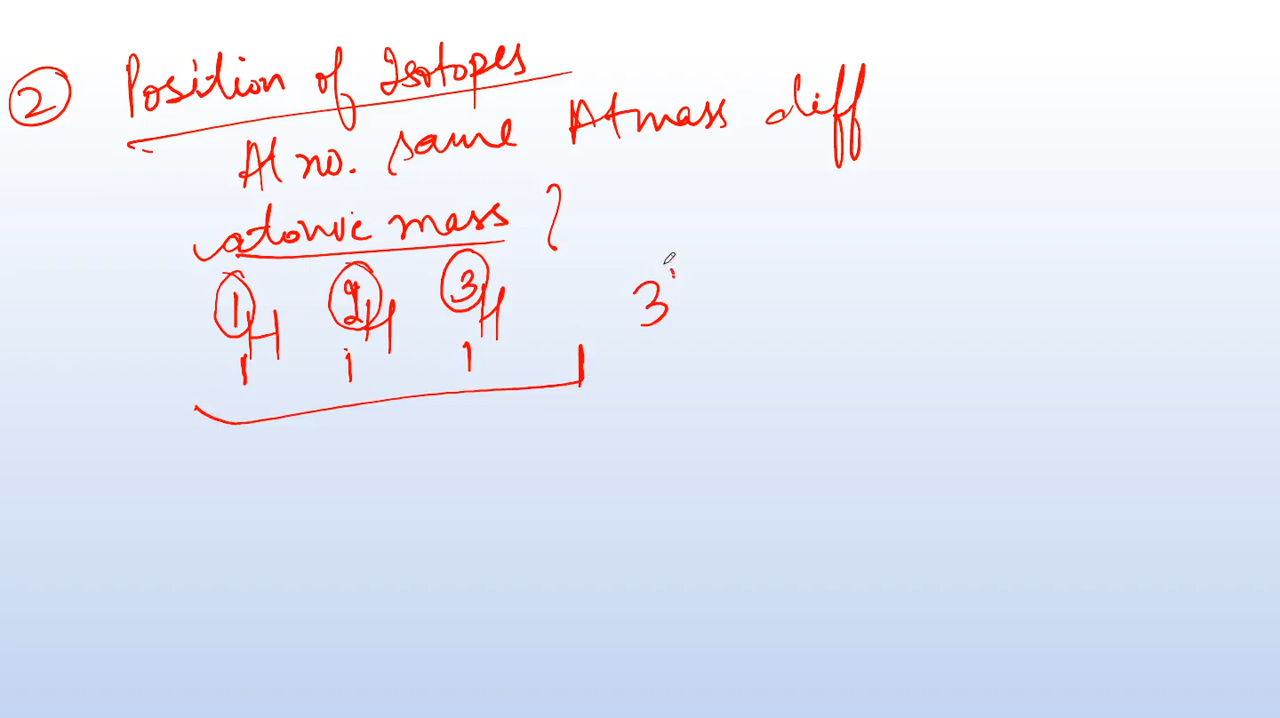 ② Position of Isotopes
At no. same At mass diff
atomic mass ?
¹₁H ²₁H ³₁H 3